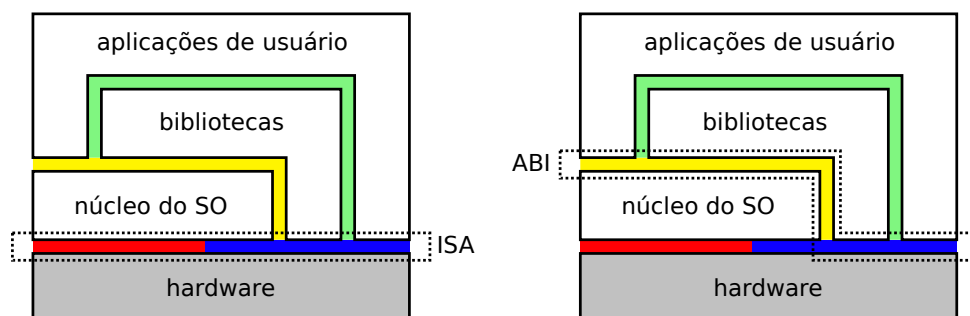 aplicações de usuário
bibliotecas
núcleo do SO
ISA
hardware
aplicações de usuário
bibliotecas
ABI
núcleo do SO
hardware